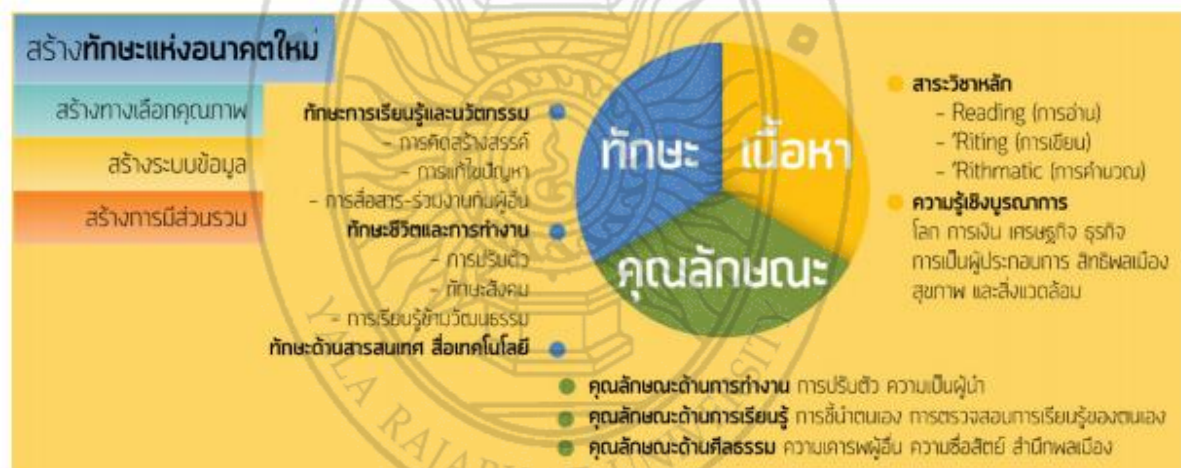 สร้างทักษะแห่งอนาคตใหม่
สร้างทางเลือกคุณภาพ
สร้างระบบข้อมูล
สร้างการมีส่วนรวม
ทักษะการเรียนรู้และนวัตกรรม
- การคิดสร้างสรรค์
- การแก้ไขปัญหา
- การสื่อสาร-ร่วมงานกับผู้อื่น
ทักษะชีวิตและการทำงาน
- การปรับตัว
- ทักษะสังคม
- การเรียนรู้ข้ามวัฒนธรรม
ทักษะด้านสารสนเทศ สื่อเทคโนโลยี
ทักษะ
เนื้อหา
คุณลักษณะ
สาระวิชาหลัก
- Reading (การอ่าน)
- 'Riting (การเขียน)
- 'Rithmatic (การคำนวณ)
ความรู้เชิงบูรณาการ
โลก การเงิน เศรษฐกิจ ธุรกิจ
การเป็นผู้ประกอบการ สิทธิพลเมือง
สุขภาพ และสิ่งแวดล้อม
คุณลักษณะด้านการทำงาน การปรับตัว ความเป็นผู้นำ
คุณลักษณะด้านการเรียนรู้ การชี้นำตนเอง การตรวจสอบการเรียนรู้ของตนเอง
คุณลักษณะด้านศีลธรรม ความเคารพผู้อื่น ความซื่อสัตย์ สำนึกพลเมือง